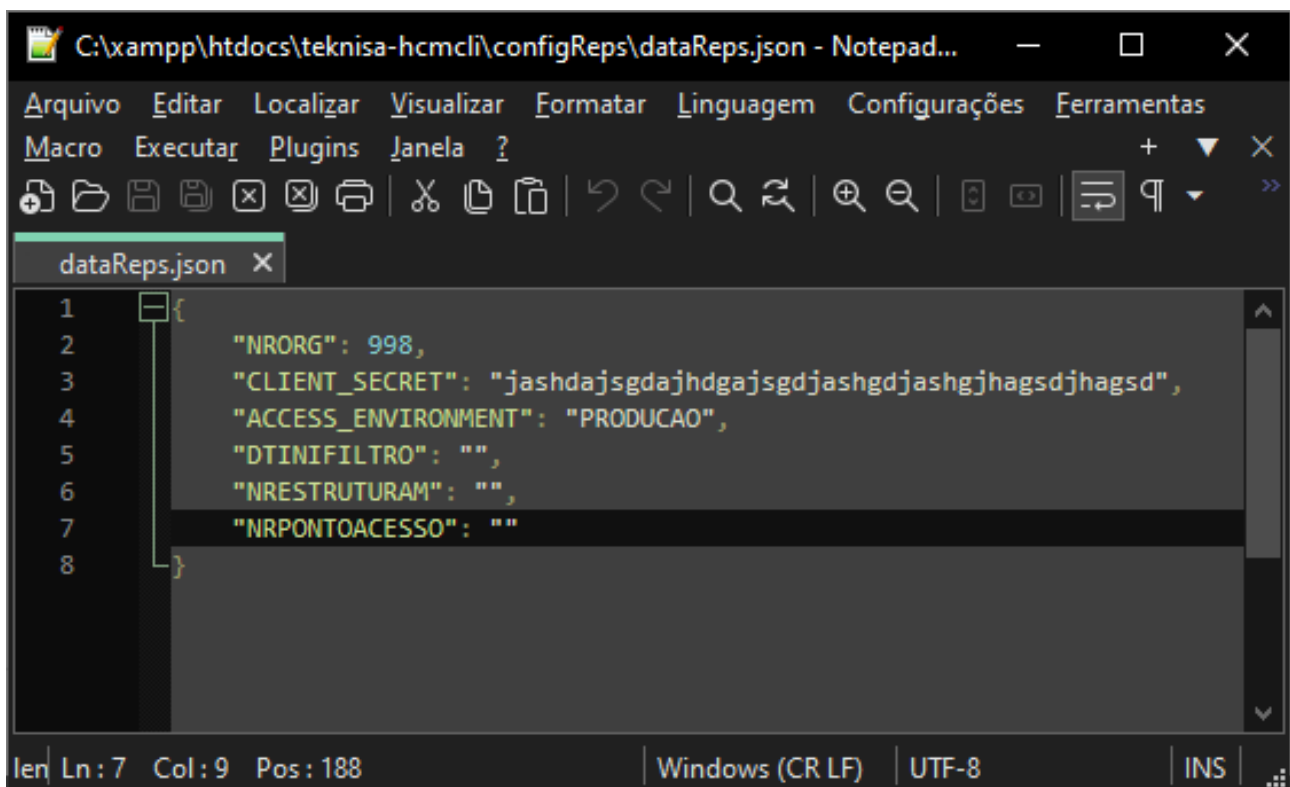 C:\xampp\htdocs\teknisa-hcmcli\configReps\dataReps.json - Notepad...
Arquivo Editar Localizar Visualizar Formatar Linguagem Configurações Ferramentas
Macro Executar Plugins Janela ?
dataReps.json
1 {
2 "NRORG": 998,
3 "CLIENT_SECRET": "jashdajsgdajhdgajsgdjashgdjashgjhagsdjhagsd",
4 "ACCESS_ENVIRONMENT": "PRODUCAO",
5 "DTINIFILTRO": "",
6 "NRESTRUTURAM": "",
7 "NRPONTOACESSO": ""
8 }
len Ln : 7 Col : 9 Pos : 188 Windows (CR LF) UTF-8 INS